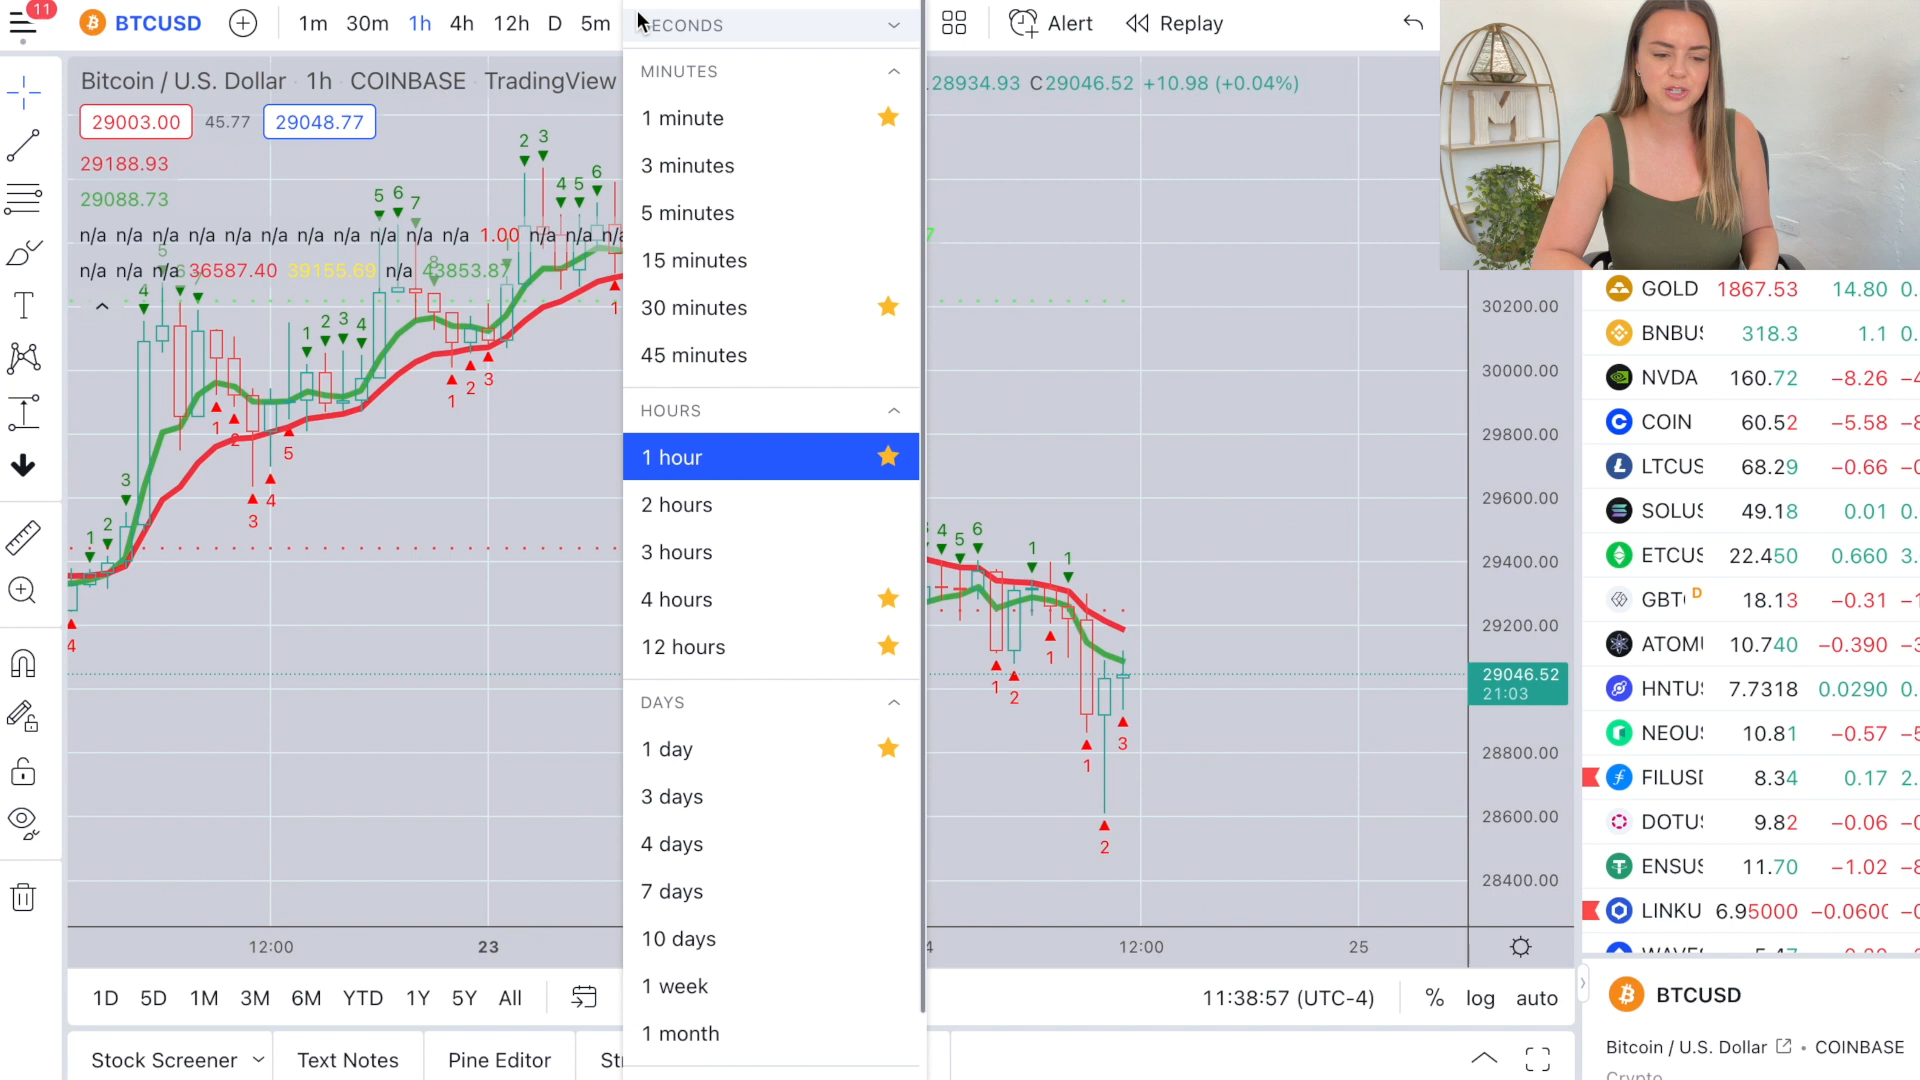 11
BTCUSD
1m 30m 1h 4h 12h D 5m
Alert
Replay
Bitcoin / U.S. Dollar 1h COINBASE TradingView
28934.93 C29046.52 +10.98 (+0.04%)
29003.00 45.77 29048.77
29188.93
29088.73
n/a n/a n/a n/a n/a n/a n/a n/a n/a n/a n/a 1.00 n/a n/a n/a
n/a n/a n/a 36587.40 39155.69 n/a 43853.87
SECONDS
MINUTES
1 minute
3 minutes
5 minutes
15 minutes
30 minutes
45 minutes
HOURS
1 hour
2 hours
3 hours
4 hours
12 hours
DAYS
1 day
3 days
4 days
7 days
10 days
1 week
1 month
30200.00
30000.00
29800.00
29600.00
29400.00
29200.00
29046.52
21:03
28800.00
28600.00
28400.00
12:00 23 12:00 25
GOLD 1867.53 14.80 0.
BNBUS 318.3 1.1 0.
NVDA 160.72 −8.26
COIN 60.52 −5.58
LTCUS 68.29 −0.66
SOLUS 49.18 0.01 0.
ETCUS 22.450 0.660 3.
GBT D 18.13 −0.31
ATOM 10.740 −0.390
HNTUS 7.7318 0.0290 0.
NEOUS 10.81 −0.57
FILUSD 8.34 0.17 2.
DOTUS 9.82 −0.06
ENSUS 11.70 −1.02
LINKU 6.95000 −0.0600
1D 5D 1M 3M 6M YTD 1Y 5Y All
11:38:57 (UTC-4) % log auto
Stock Screener Text Notes Pine Editor
BTCUSD
Bitcoin / U.S. Dollar • COINBASE